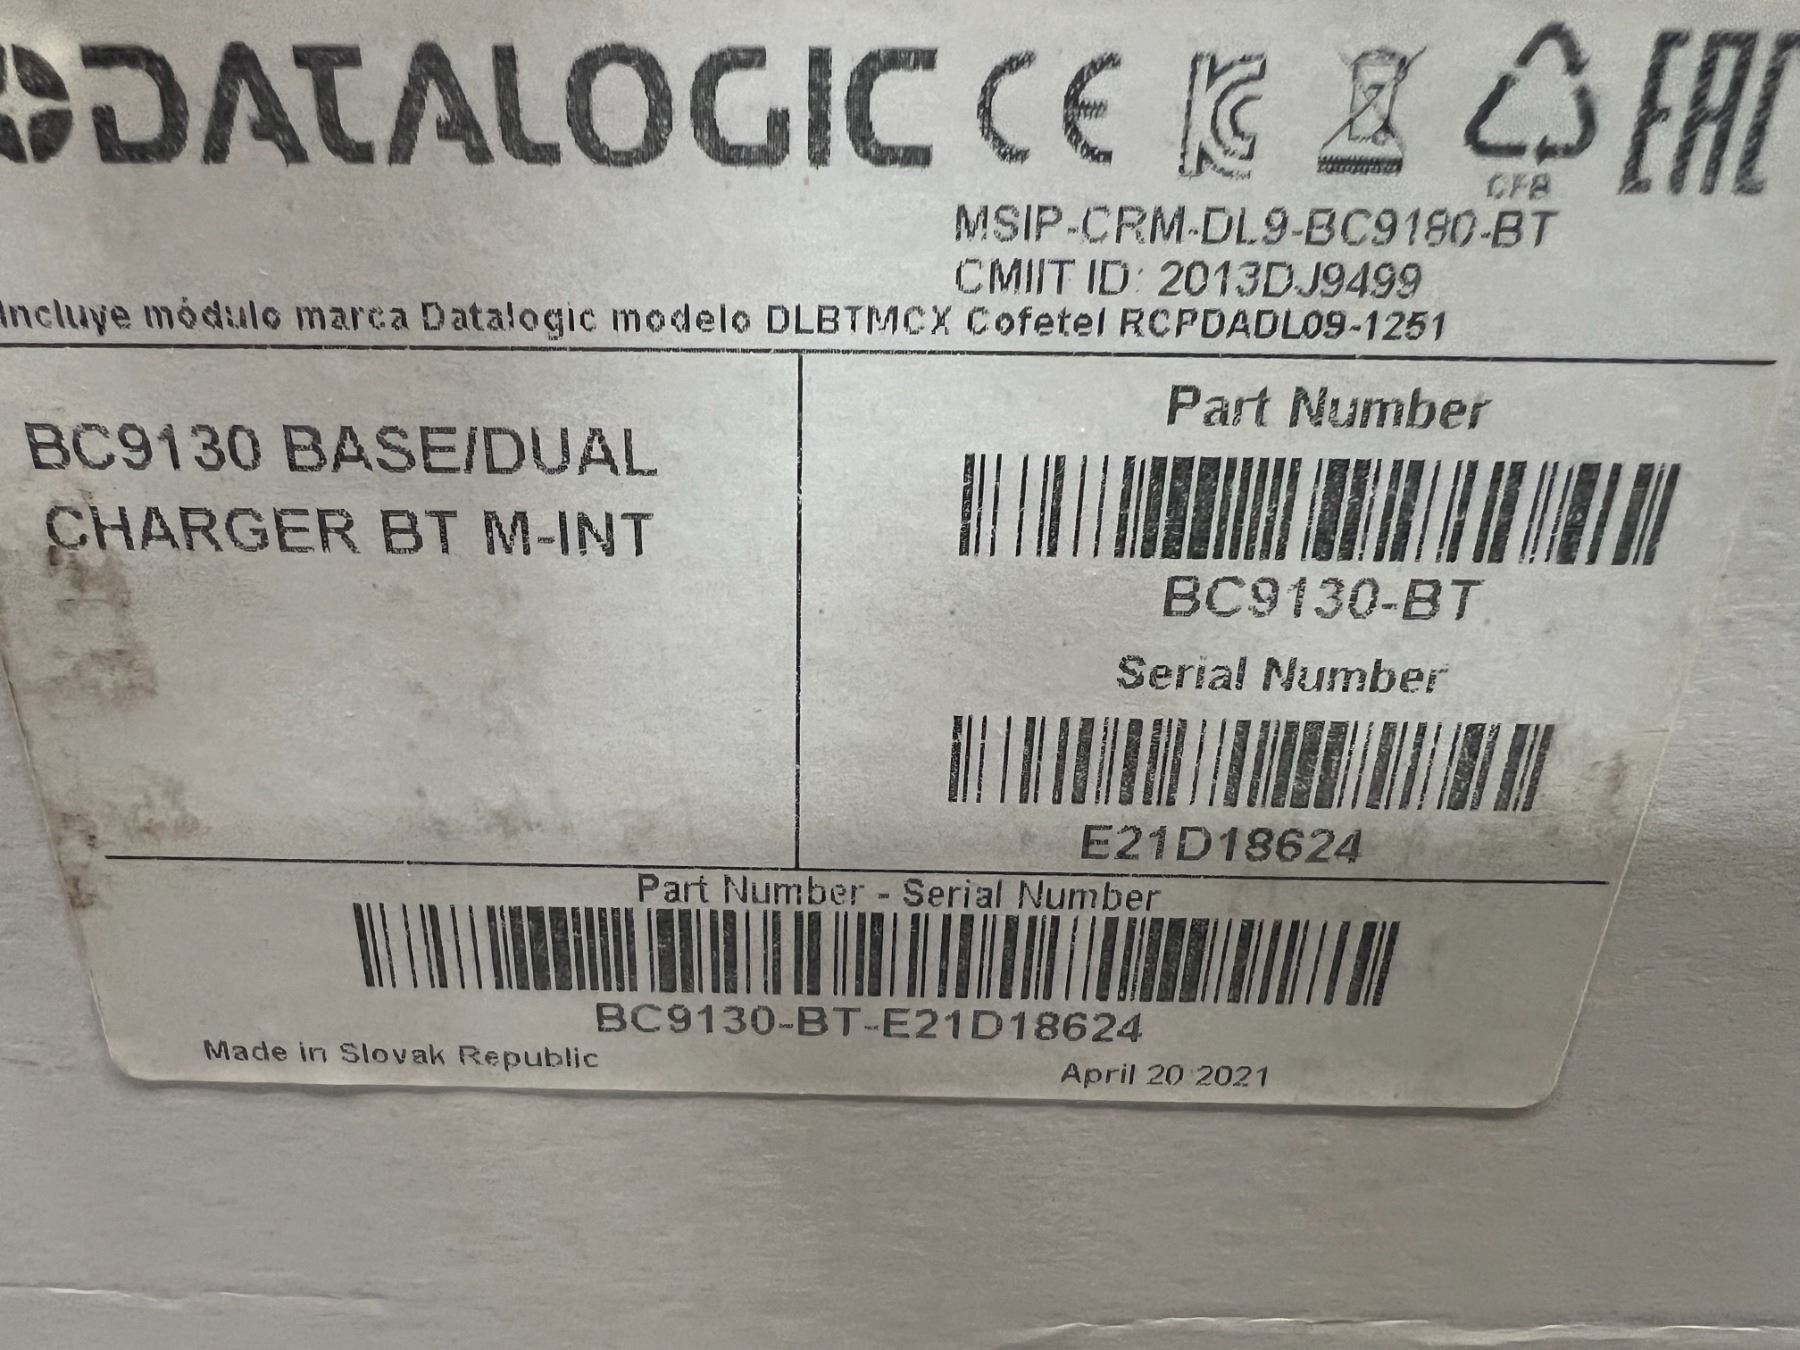 DATALOGIC CE EAC
CFB
MSIP-CRM-DL9-BC9180-BT
CMIIT ID: 2013DJ9499
Incluye módulo marca Datalogic modelo DLBTMCX Cofetel RCPDADL09-1251
BC9130 BASE/DUAL
CHARGER BT M-INT
Part Number
BC9130-BT
Serial Number
E21D18624
Part Number - Serial Number
BC9130-BT-E21D18624
Made in Slovak Republic
April 20 2021